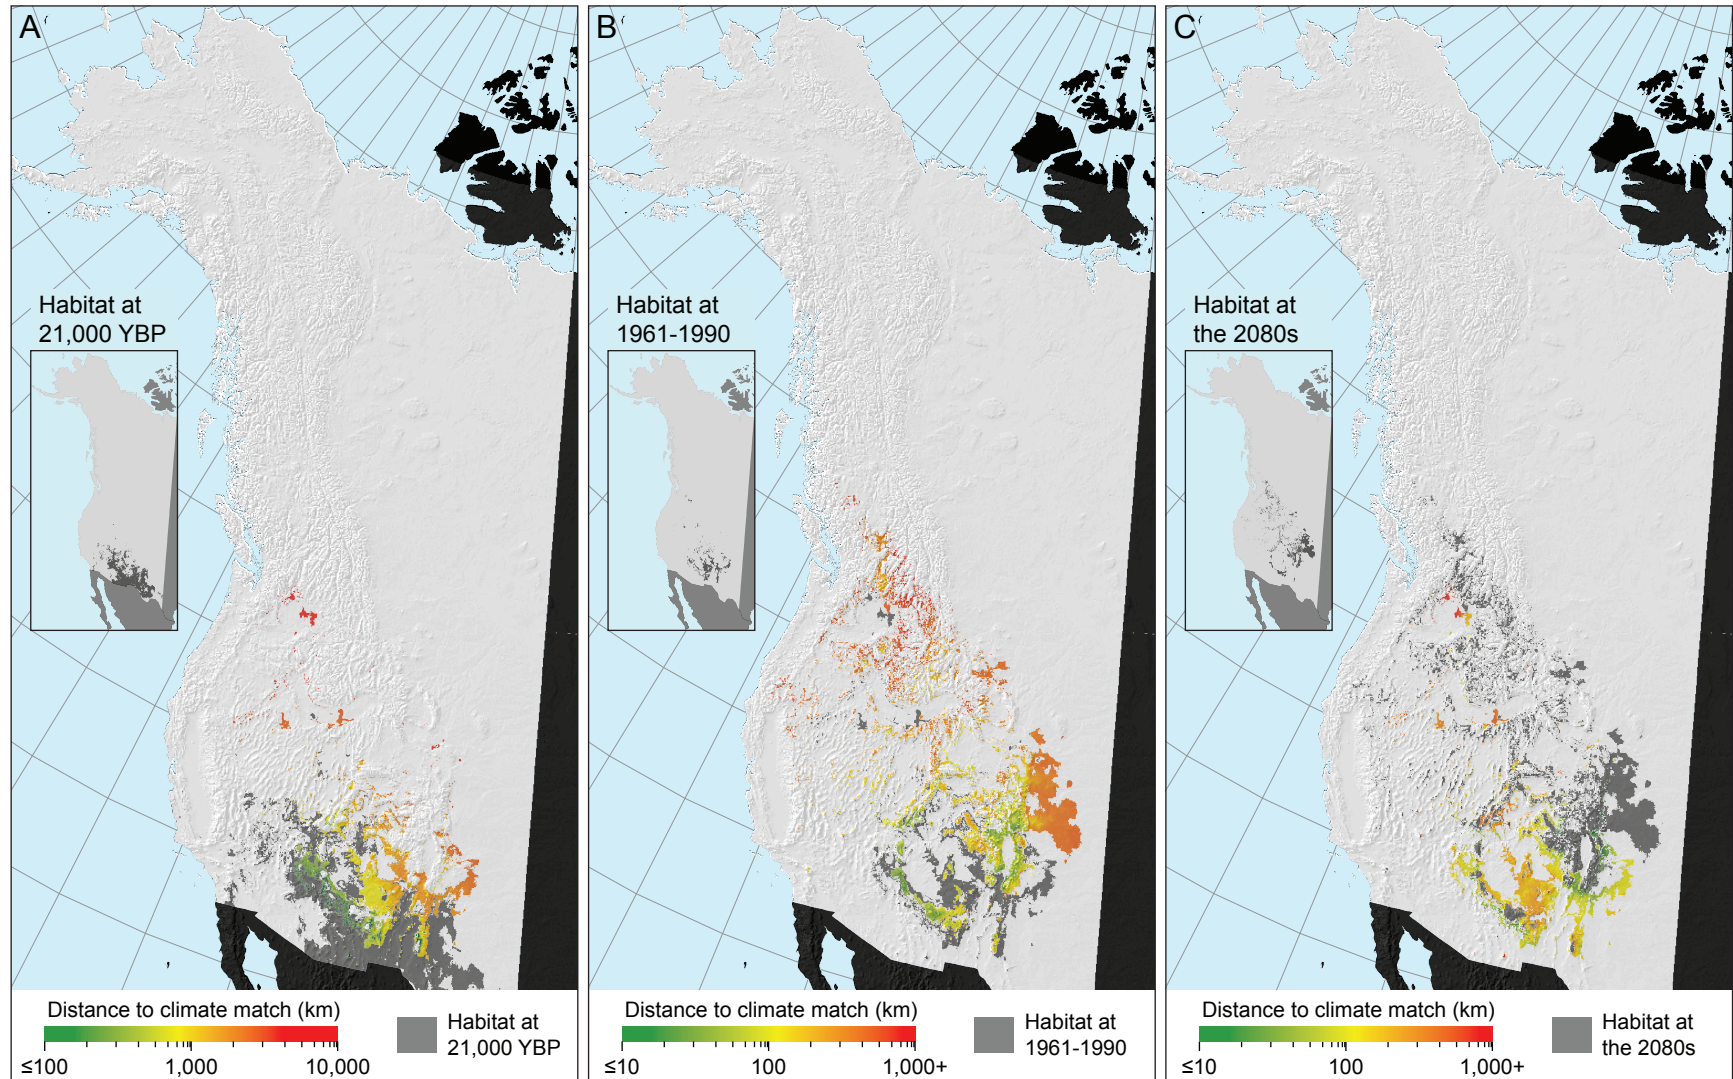 A
Habitat at
21,000 YBP
Distance to climate match (km)
≤100 1,000 10,000
Habitat at
21,000 YBP
B
Habitat at
1961-1990
Distance to climate match (km)
≤10 100 1,000+
Habitat at
1961-1990
C
Habitat at
the 2080s
Distance to climate match (km)
≤10 100 1,000+
Habitat at
the 2080s